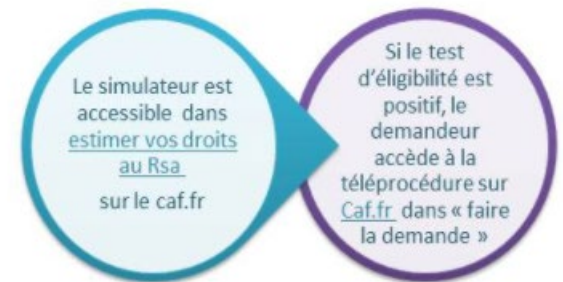 Le simulateur est
accessible dans
estimer vos droits
au Rsa
sur le caf.fr
Si le test
d'éligibilité est
positif, le
demandeur
accède à la
téléprocédure sur
Caf.fr dans « faire
la demande »